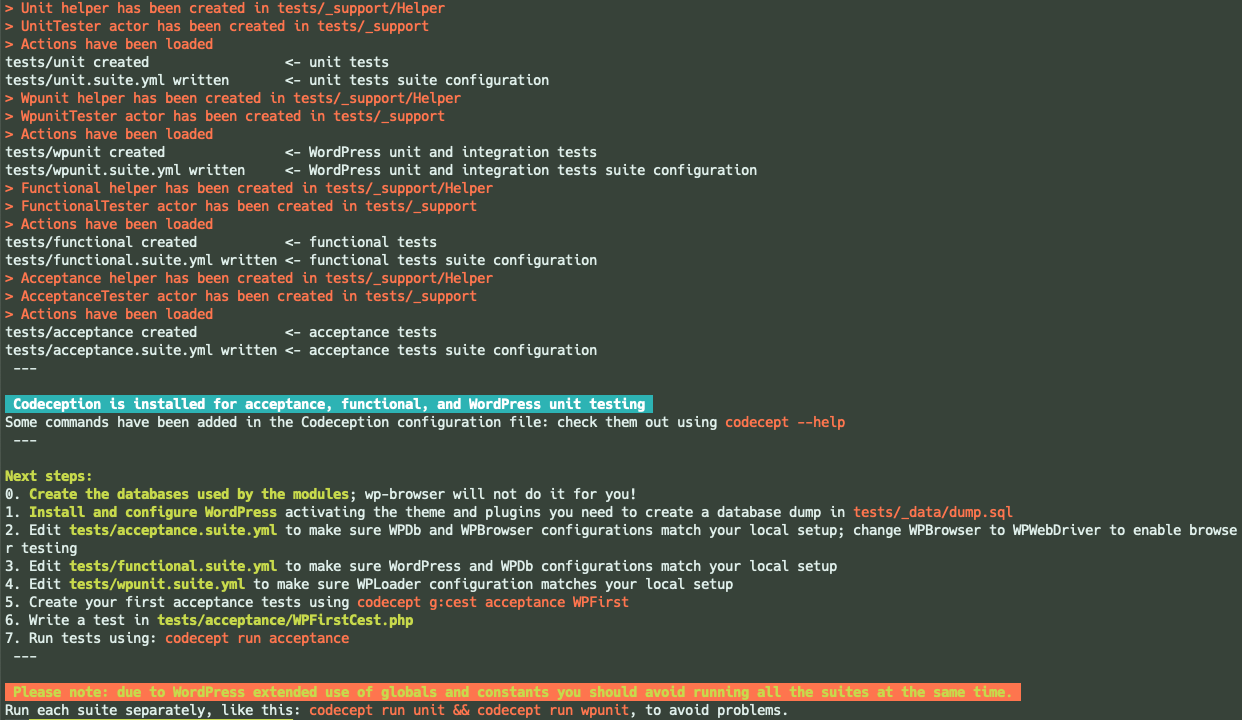 > Unit helper has been created in tests/_support/Helper
> UnitTester actor has been created in tests/_support
> Actions have been loaded
tests/unit created                 <- unit tests
tests/unit.suite.yml written       <- unit tests suite configuration
> Wpunit helper has been created in tests/_support/Helper
> WpunitTester actor has been created in tests/_support
> Actions have been loaded
tests/wpunit created               <- WordPress unit and integration tests
tests/wpunit.suite.yml written     <- WordPress unit and integration tests suite configuration
> Functional helper has been created in tests/_support/Helper
> FunctionalTester actor has been created in tests/_support
> Actions have been loaded
tests/functional created           <- functional tests
tests/functional.suite.yml written <- functional tests suite configuration
> Acceptance helper has been created in tests/_support/Helper
> AcceptanceTester actor has been created in tests/_support
> Actions have been loaded
tests/acceptance created           <- acceptance tests
tests/acceptance.suite.yml written <- acceptance tests suite configuration
 ---
 Codeception is installed for acceptance, functional, and WordPress unit testing
Some commands have been added in the Codeception configuration file: check them out using codecept --help
 ---
Next steps:
0. Create the databases used by the modules; wp-browser will not do it for you!
1. Install and configure WordPress activating the theme and plugins you need to create a database dump in tests/_data/dump.sql
2. Edit tests/acceptance.suite.yml to make sure WPDb and WPBrowser configurations match your local setup; change WPBrowser to WPWebDriver to enable browse
r testing
3. Edit tests/functional.suite.yml to make sure WordPress and WPDb configurations match your local setup
4. Edit tests/wpunit.suite.yml to make sure WPLoader configuration matches your local setup
5. Create your first acceptance tests using codecept g:cest acceptance WPFirst
6. Write a test in tests/acceptance/WPFirstCest.php
7. Run tests using: codecept run acceptance
 ---
 Please note: due to WordPress extended use of globals and constants you should avoid running all the suites at the same time.
Run each suite separately, like this: codecept run unit && codecept run wpunit, to avoid problems.